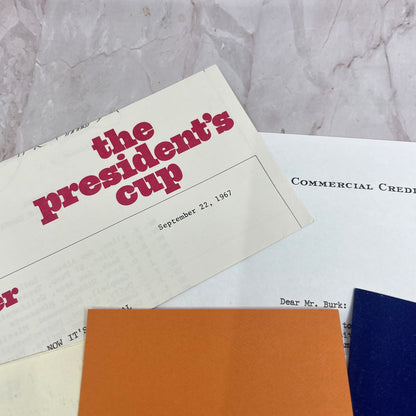 the
president's
cup
September 22, 1967
COMMERCIAL CREDI
er
Dear Mr. Burk:
NOW IT'S